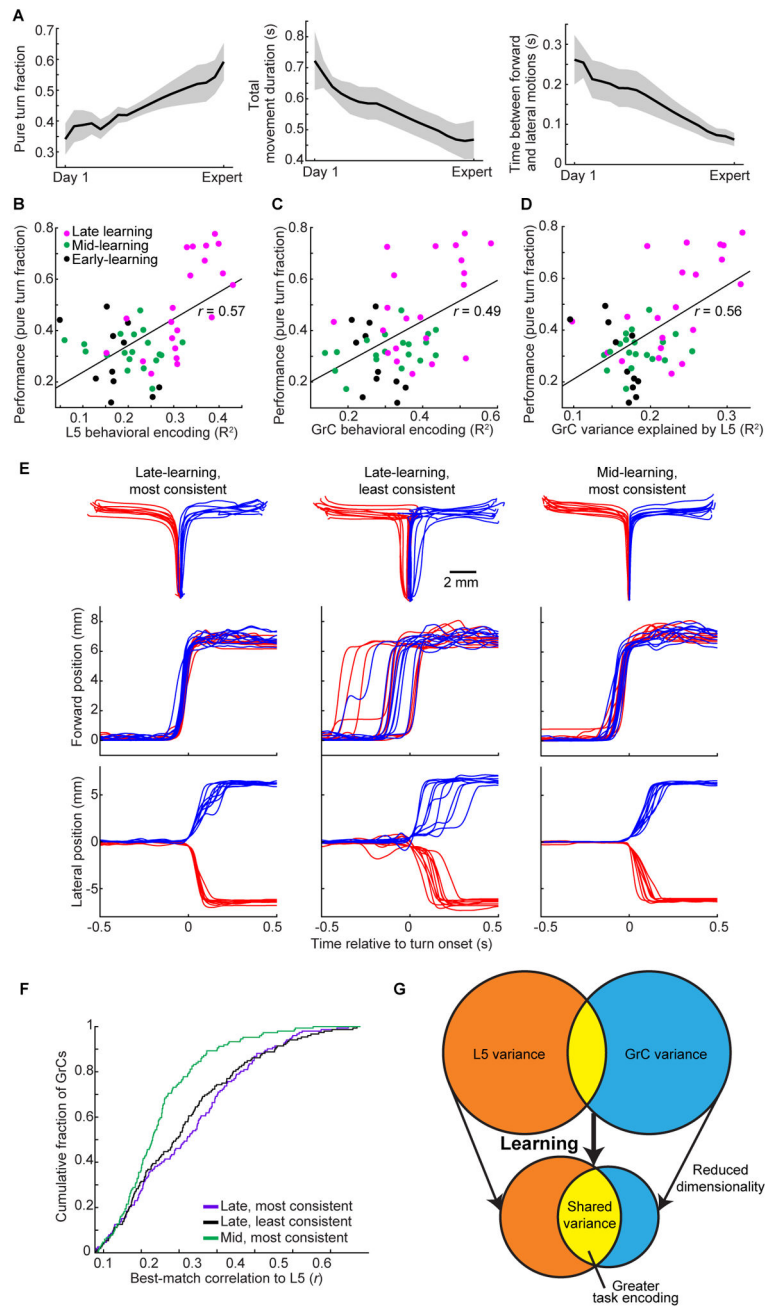 A
Pure turn fraction
0.6
0.5
0.4
0.3
Day 1
Expert
Total
movement duration (s)
0.8
0.7
0.6
0.5
0.4
Day 1
Expert
Time between forward
and lateral motions (s)
0.3
0.2
0.1
0
Day 1
Expert
B
Late learning
Mid-learning
Early-learning
Performance (pure turn fraction)
0.8
0.6
0.4
0.2
r = 0.57
0.1
0.2
0.3
0.4
L5 behavioral encoding (R2)
C
Performance (pure turn fraction)
0.8
0.6
0.4
0.2
r = 0.49
0.2
0.4
0.6
GrC behavioral encoding (R2)
D
Performance (pure turn fraction)
0.8
0.6
0.4
0.2
r = 0.56
0.1
0.2
0.3
GrC variance explained by L5 (R2)
E
Late-learning,
most consistent
Late-learning,
least consistent
Mid-learning,
most consistent
2 mm
Forward position (mm)
8
6
4
2
0
Lateral position (mm)
5
0
-5
-0.5
0
0.5
-0.5
0
0.5
-0.5
0
0.5
Time relative to turn onset (s)
F
Cumulative fraction of GrCs
1
0.8
0.6
0.4
0.2
0
Late, most consistent
Late, least consistent
Mid, most consistent
0.1
0.2
0.3
0.4
0.5
0.6
Best-match correlation to L5 (r)
G
L5 variance
GrC variance
Learning
Reduced
dimensionality
Shared
variance
Greater
task encoding